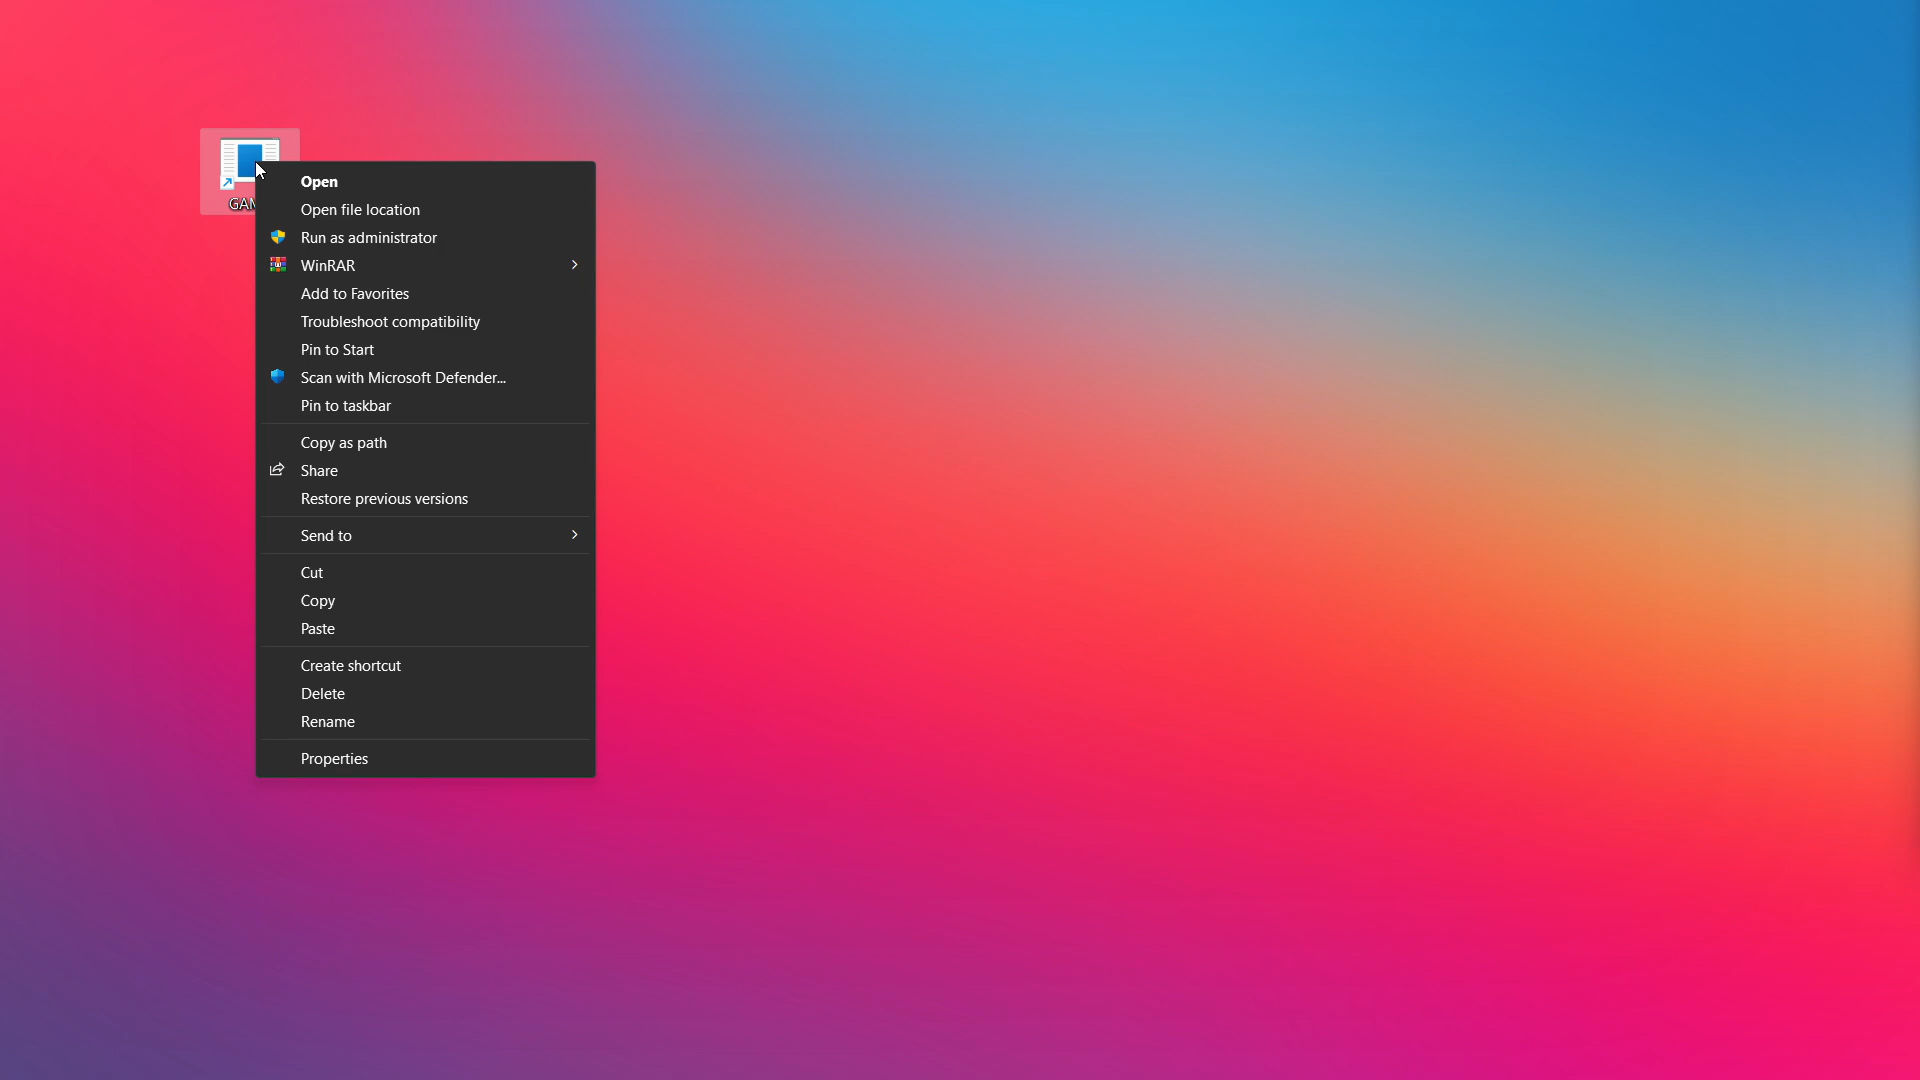 Open
Open file location
Run as administrator
WinRAR
Add to Favorites
Troubleshoot compatibility
Pin to Start
Scan with Microsoft Defender...
Pin to taskbar
Copy as path
Share
Restore previous versions
Send to
Cut
Copy
Paste
Create shortcut
Delete
Rename
Properties